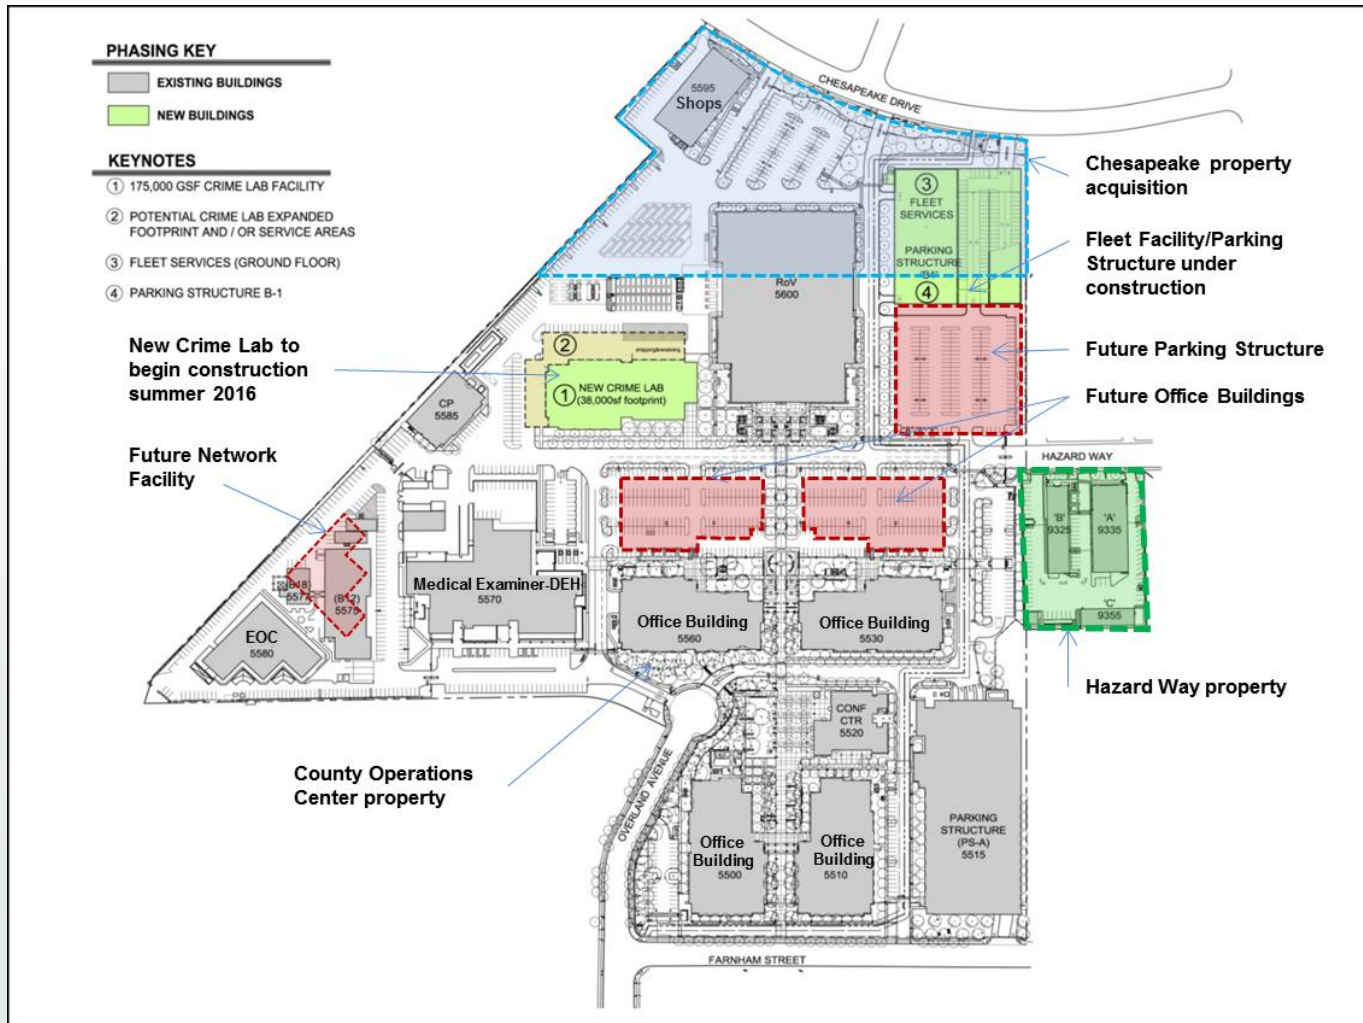 PHASING KEY
EXISTING BUILDINGS
NEW BUILDINGS
KEYNOTES
1 175,000 GSF CRIME LAB FACILITY
2 POTENTIAL CRIME LAB EXPANDED
FOOTPRINT AND / OR SERVICE AREAS
3 FLEET SERVICES (GROUND FLOOR)
4 PARKING STRUCTURE B-1
5595
Shops
CHESAPEAKE DRIVE
Chesapeake property
acquisition
3
FLEET
SERVICES
PARKING
STRUCTURE
4
Fleet Facility/Parking
Structure under
construction
RoV
5600
Future Parking Structure
Future Office Buildings
New Crime Lab to
begin construction
summer 2016
2
1 NEW CRIME LAB
(38,000sf footprint)
CP
5585
HAZARD WAY
Future Network
Facility
'B'
9325
'A'
9335
'C'
9355
Hazard Way property
(B18)
5577
(B12)
5575
EOC
5580
Medical Examiner-DEH
5570
Office Building
5560
Office Building
5530
CONF
CTR
5520
County Operations
Center property
OVERLAND AVENUE
Office
Building
5500
Office
Building
5510
PARKING
STRUCTURE
(PS-A)
5515
FARNHAM STREET